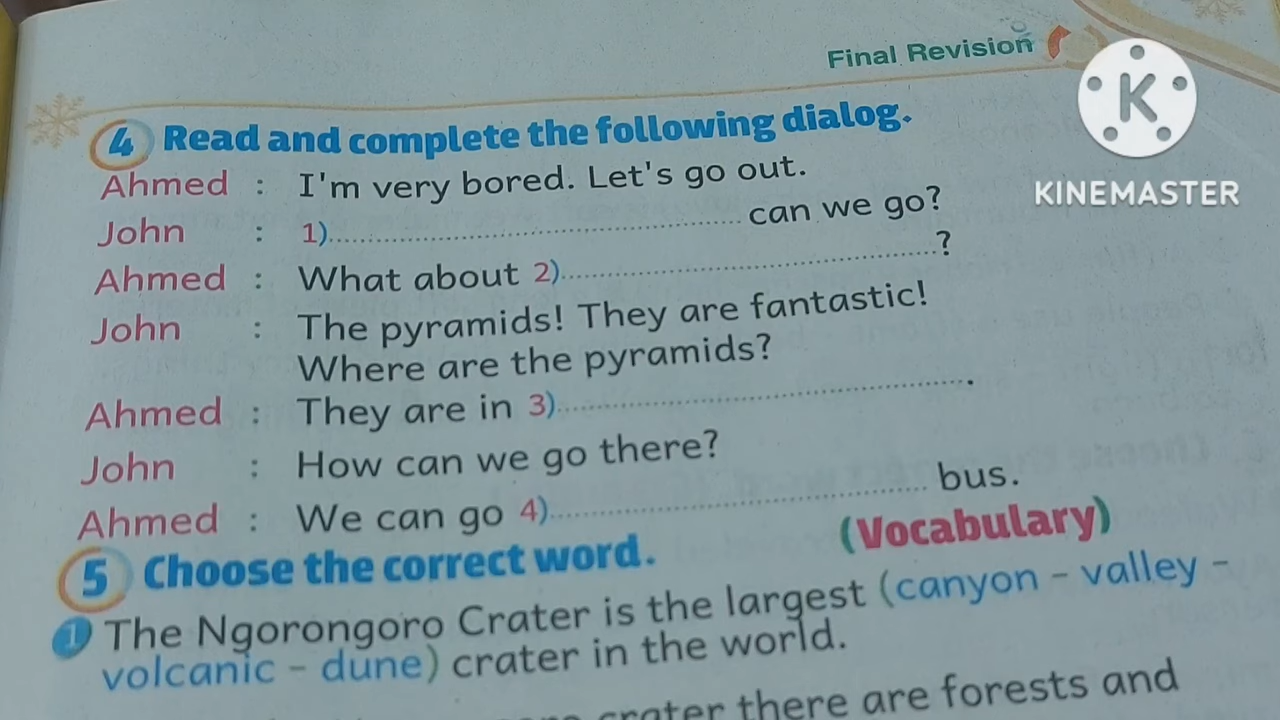 Final Revision
K
KINEMASTER
4 Read and complete the following dialog.
Ahmed : I'm very bored. Let's go out.
John : 1)........................................ can we go?
Ahmed : What about 2)........................................?
John : The pyramids! They are fantastic!
Where are the pyramids?
Ahmed : They are in 3)........................................
John : How can we go there?
Ahmed : We can go 4)........................................ bus.
5 Choose the correct word. (Vocabulary)
1 The Ngorongoro Crater is the largest (canyon – valley –
volcanic – dune) crater in the world.
crater there are forests and